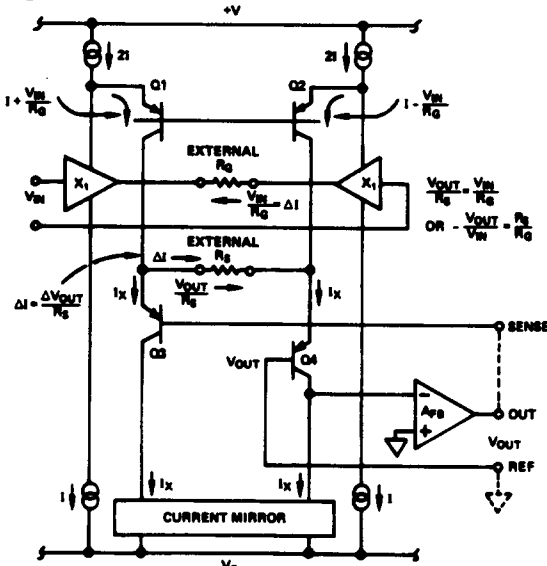 +V
2I
2I
Q1
Q2
I + VIN/RG
I - VIN/RG
EXTERNAL
RG
X1
X1
VIN
VIN/RG = ΔI
VOUT/RS = VIN/RG
OR - VOUT/VIN = RS/RG
EXTERNAL
RS
ΔI
VOUT/RS
ΔI = ΔVOUT/RS
IX
IX
SENSE
Q3
VOUT
Q4
-
AFB
+
OUT
VOUT
REF
IX
IX
I
I
CURRENT MIRROR